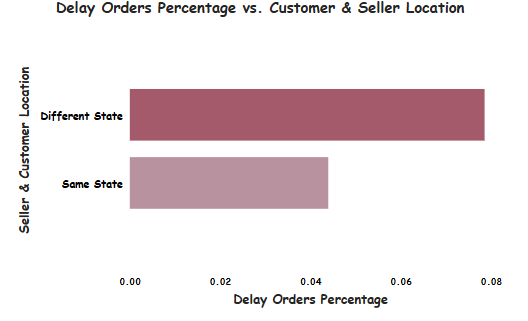 Delay Orders Percentage vs. Customer & Seller Location
Seller & Customer Location
Different State
Same State
0.00 0.02 0.04 0.06 0.08
Delay Orders Percentage